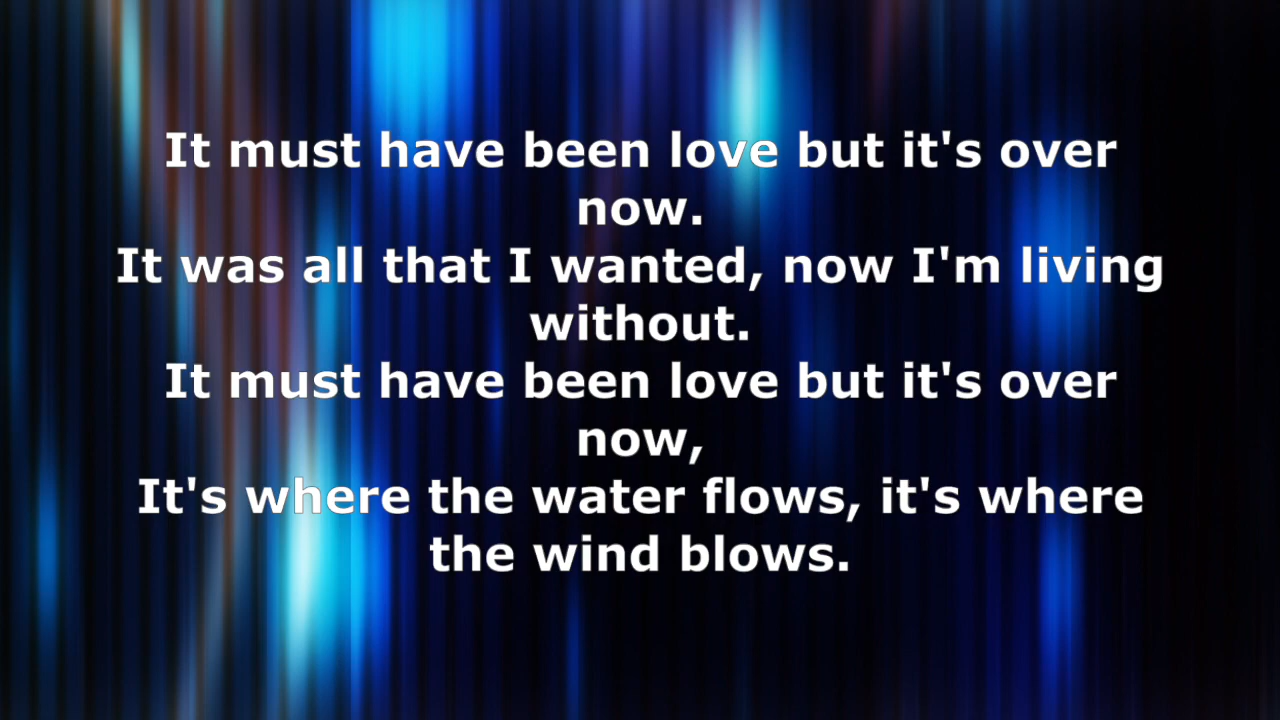 It must have been love but it's over
now.
It was all that I wanted, now I'm living
without.
It must have been love but it's over
now,
It's where the water flows, it's where
the wind blows.